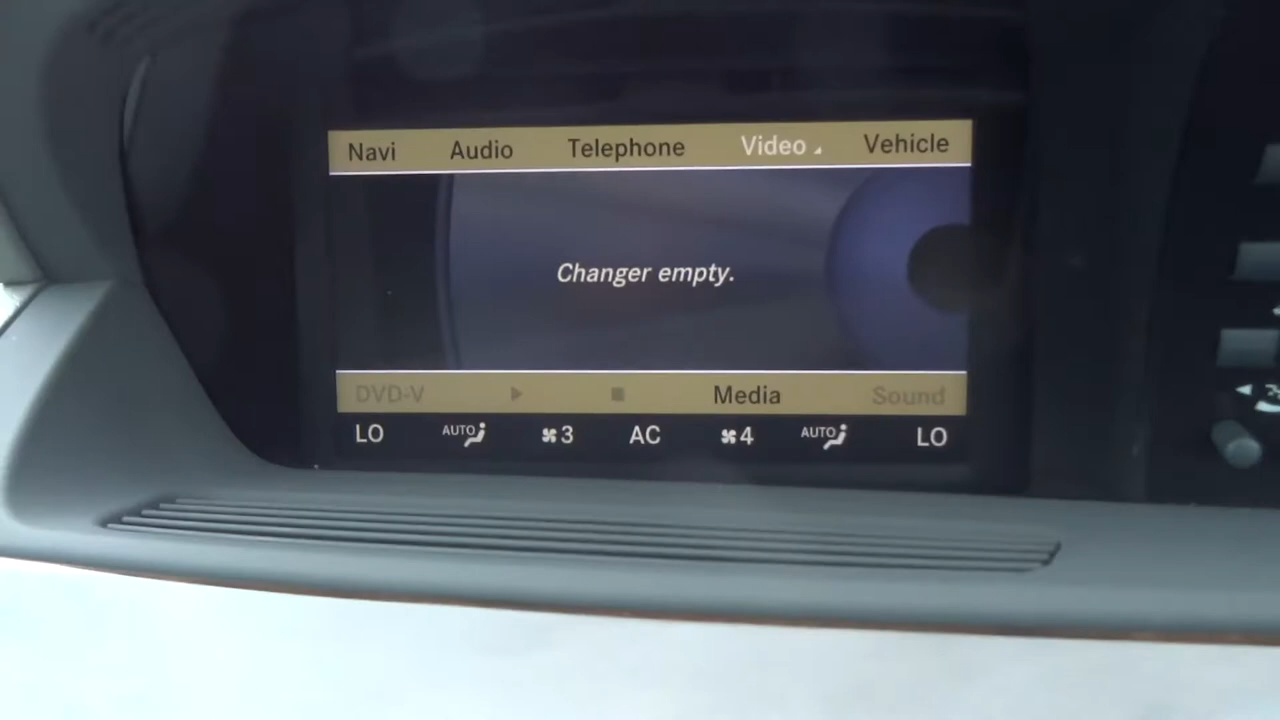 Navi Audio Telephone Video Vehicle
Changer empty.
DVD-V Media Sound
LO AUTO 3 AC 4 AUTO LO